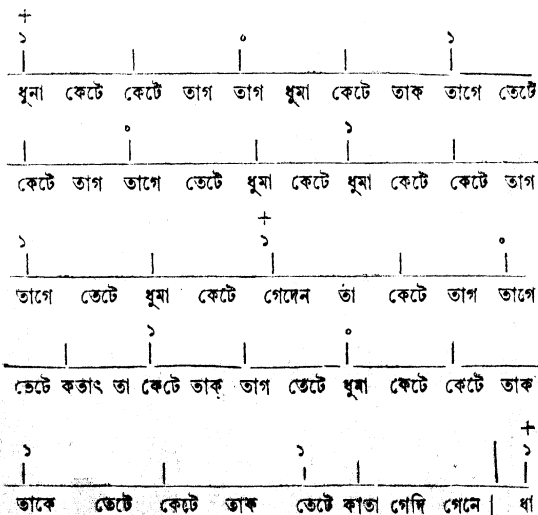 +
১ ০ ১
ধুনা কেটে কেটে তাগ তাগ ধুমা কেটে তাক তাগে তেটে
০ ১
কেটে তাগ তাগে তেটে ধুমা কেটে ধুমা কেটে কেটে তাগ
+
১ ১ ০
তাগে তেটে ধুমা কেটে গেদেন তা কেটে তাগ তাগে
১ ০
তেটে কতাৎ তা কেটে তাক্ তাগ তেটে ধুমা কেটে কেটে তাক
+
১ ১ ১
তাকে তেটে কেটে তাক তেটে কাতা গেদি গেনে | ধা